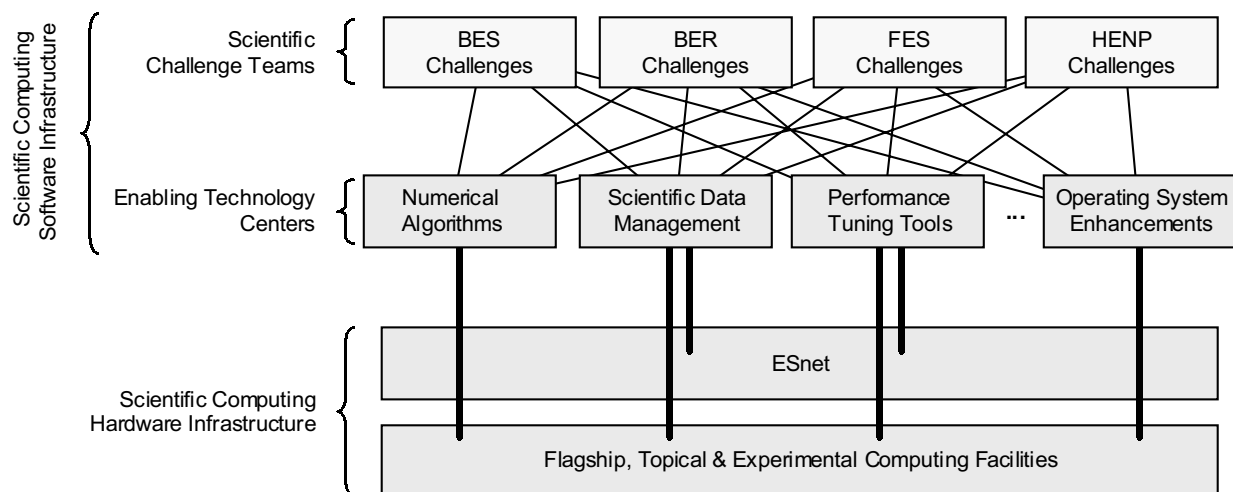 Scientific Computing
Software Infrastructure
Scientific
Challenge Teams
BES
Challenges
BER
Challenges
FES
Challenges
HENP
Challenges
Enabling Technology
Centers
Numerical
Algorithms
Scientific Data
Management
Performance
Tuning Tools
...
Operating System
Enhancements
Scientific Computing
Hardware Infrastructure
ESnet
Flagship, Topical & Experimental Computing Facilities